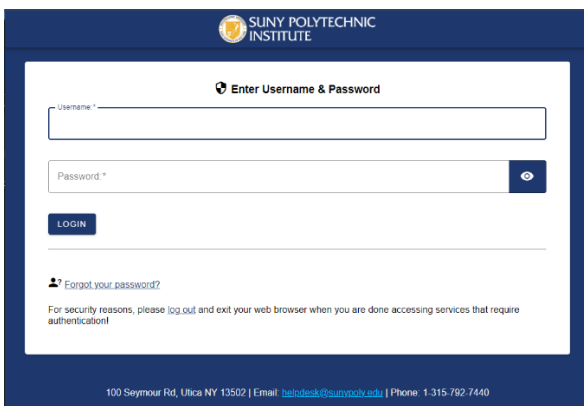 SUNY POLYTECHNIC
INSTITUTE
Enter Username & Password
Username:*
Password:*
LOGIN
Forgot your password?
For security reasons, please log out and exit your web browser when you are done accessing services that require
authentication!
100 Seymour Rd, Utica NY 13502 | Email: helpdesk@sunypoly.edu | Phone: 1-315-792-7440